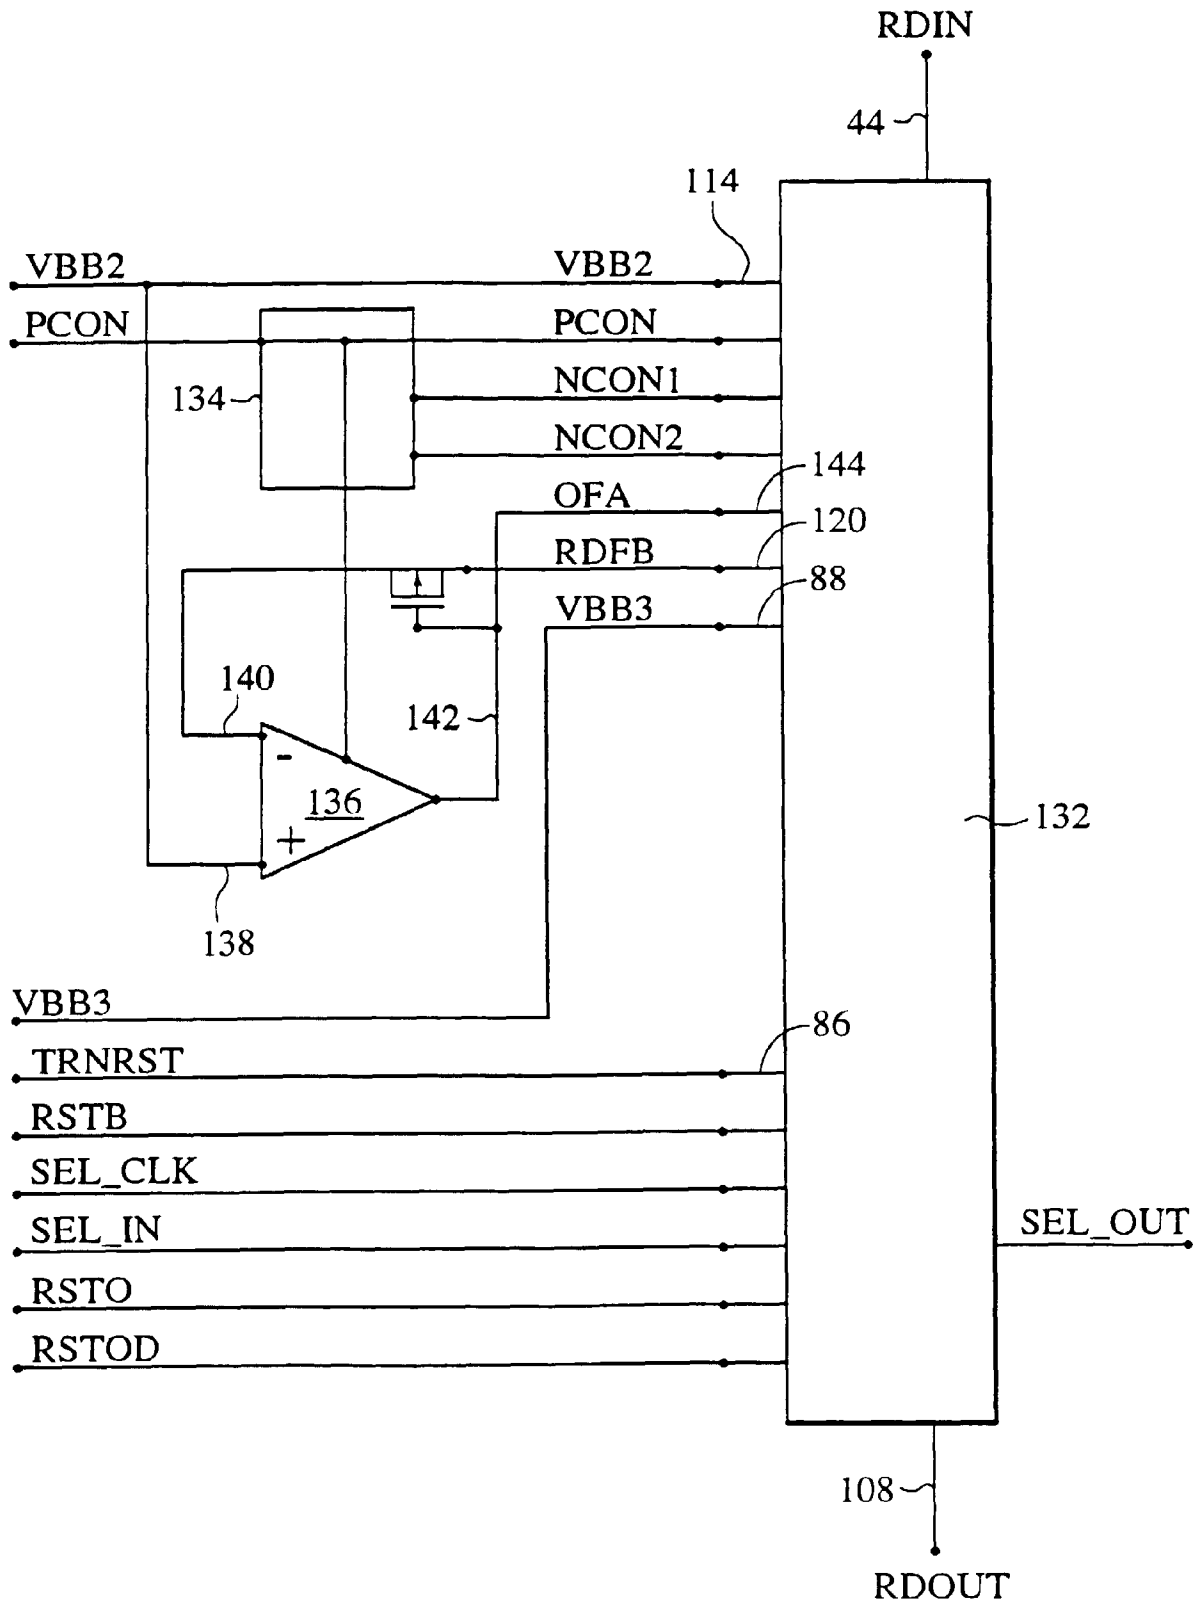 RDIN
44
114
VBB2 VBB2
PCON PCON
134 NCON1
NCON2
144
OFA
120
RDFB
88
VBB3
140
142
-
136
+
132
138
VBB3
86
TRNRST
RSTB
SEL_CLK
SEL_IN
SEL_OUT
RSTO
RSTOD
108
RDOUT